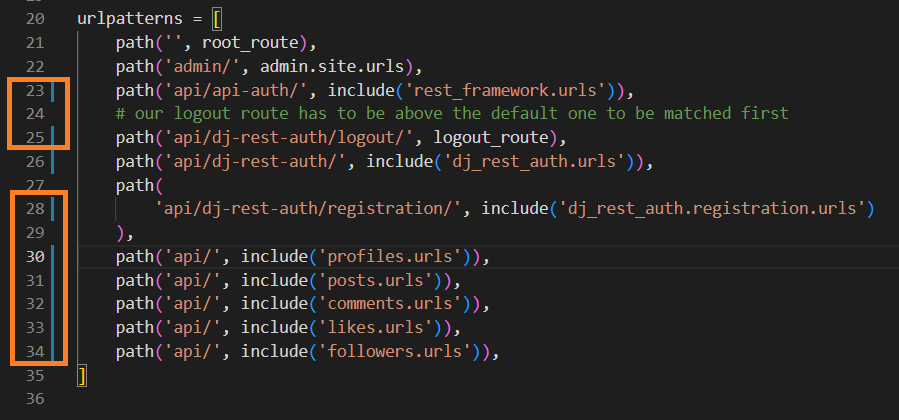 20 urlpatterns = [
21     path('', root_route),
22     path('admin/', admin.site.urls),
23     path('api/api-auth/', include('rest_framework.urls')),
24     # our logout route has to be above the default one to be matched first
25     path('api/dj-rest-auth/logout/', logout_route),
26     path('api/dj-rest-auth/', include('dj_rest_auth.urls')),
27     path(
28         'api/dj-rest-auth/registration/', include('dj_rest_auth.registration.urls')
29     ),
30     path('api/', include('profiles.urls')),
31     path('api/', include('posts.urls')),
32     path('api/', include('comments.urls')),
33     path('api/', include('likes.urls')),
34     path('api/', include('followers.urls')),
35 ]
36